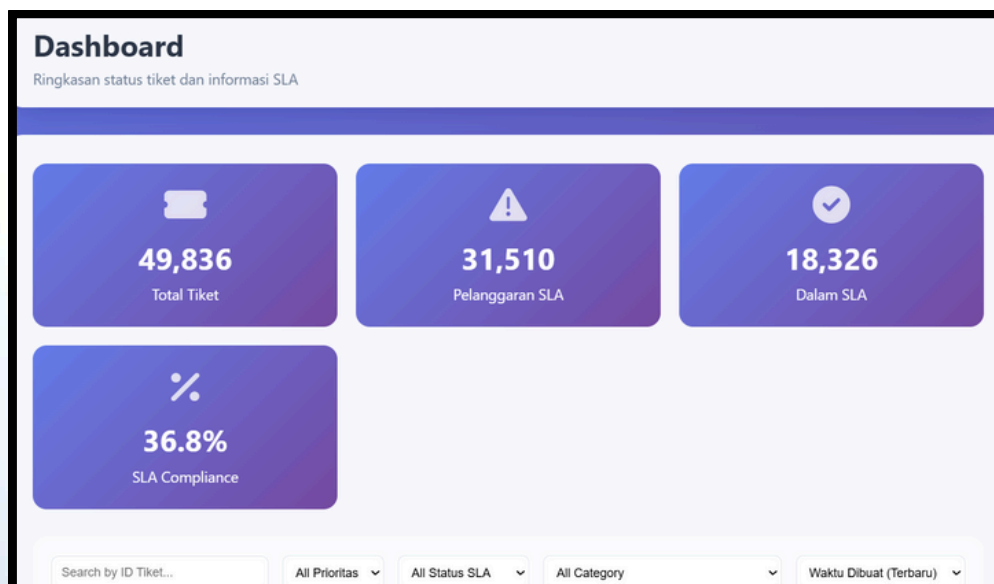 Dashboard
Ringkasan status tiket dan informasi SLA
49,836
Total Tiket
31,510
Pelanggaran SLA
18,326
Dalam SLA
36.8%
SLA Compliance
Search by ID Tiket...
All Prioritas
All Status SLA
All Category
Waktu Dibuat (Terbaru)